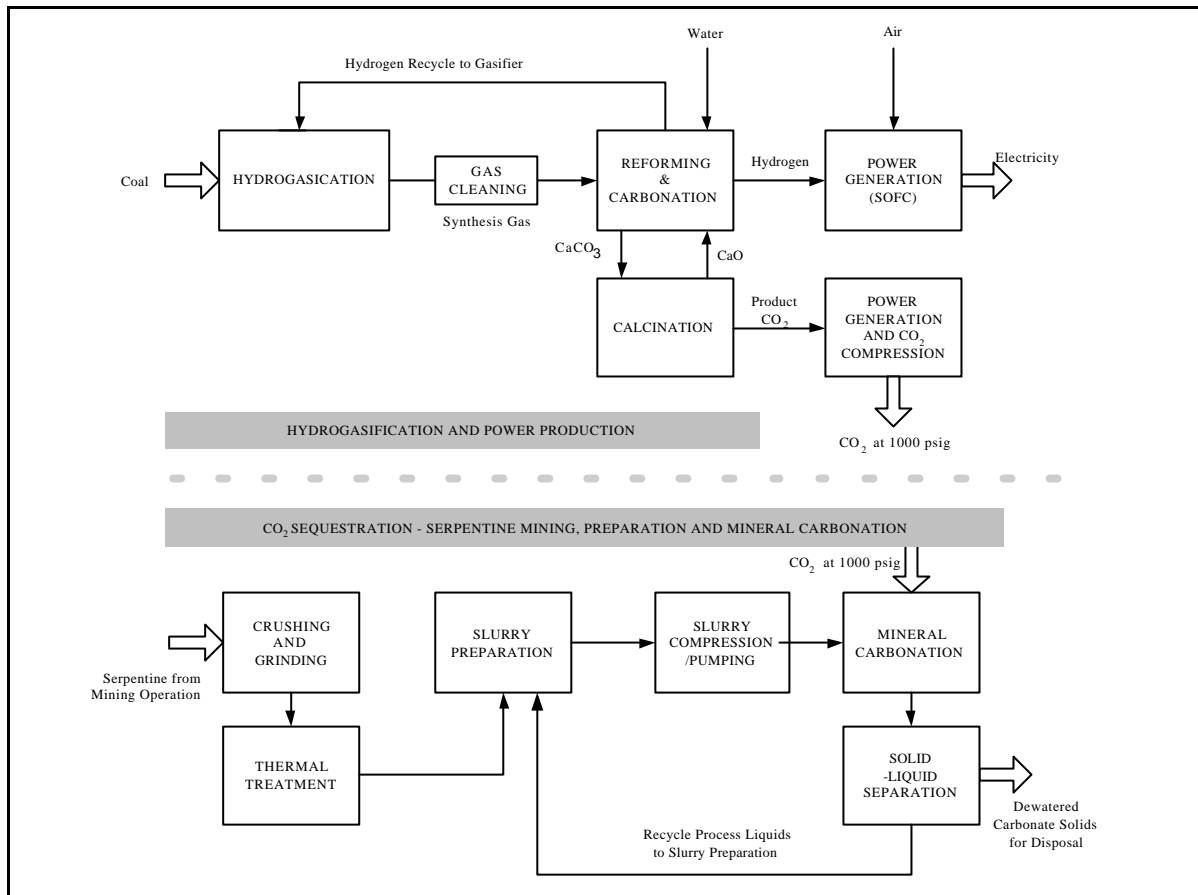 Water
Air
Hydrogen Recycle to Gasifier
Coal
HYDROGASICATION
GAS
CLEANING
Synthesis Gas
REFORMING
&
CARBONATION
Hydrogen
POWER
GENERATION
(SOFC)
Electricity
CaCO3
CaO
CALCINATION
Product
CO2
POWER
GENERATION
AND CO2
COMPRESSION
HYDROGASIFICATION AND POWER PRODUCTION
CO2 at 1000 psig
CO2 SEQUESTRATION - SERPENTINE MINING, PREPARATION AND MINERAL CARBONATION
CO2 at 1000 psig
Serpentine from
Mining Operation
CRUSHING
AND
GRINDING
SLURRY
PREPARATION
SLURRY
COMPRESSION
/PUMPING
MINERAL
CARBONATION
THERMAL
TREATMENT
SOLID
-LIQUID
SEPARATION
Dewatered
Carbonate Solids
for Disposal
Recycle Process Liquids
to Slurry Preparation